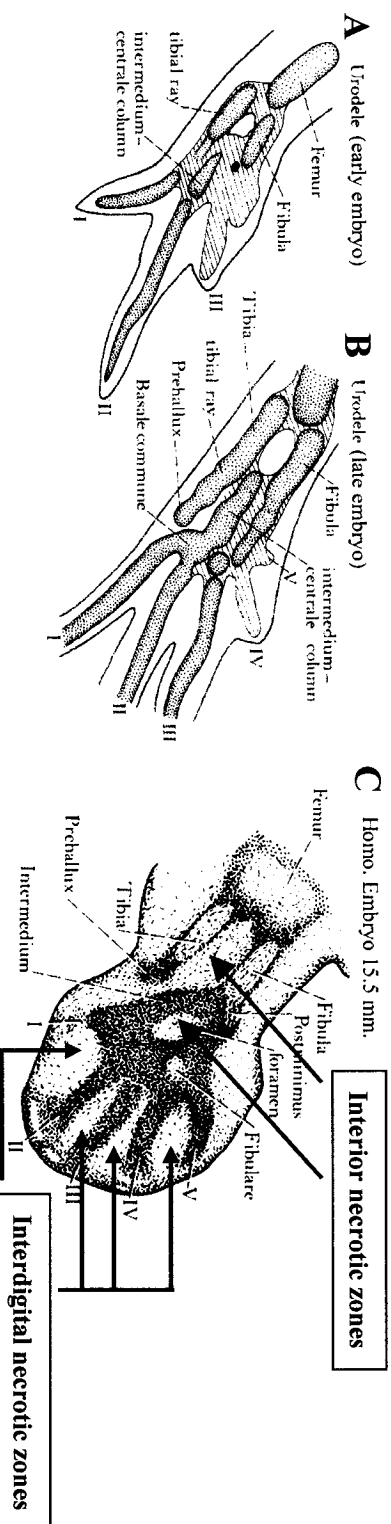 A Urodele (early embryo)
Femur
Fibula
tibial ray
intermedium-
centrale column
I
II
III
B Urodele (late embryo)
Fibula
intermedium-
centrale column
V
IV
Tibia
tibial ray
Prehallux
Basale commune
I
II
III
C Homo. Embryo 15.5 mm.
Femur
Fibula
Postminimus
foramen
Fibulare
Tibia
Prehallux
Intermedium
I
II
III
IV
V
Interior necrotic zones
Interdigital necrotic zones